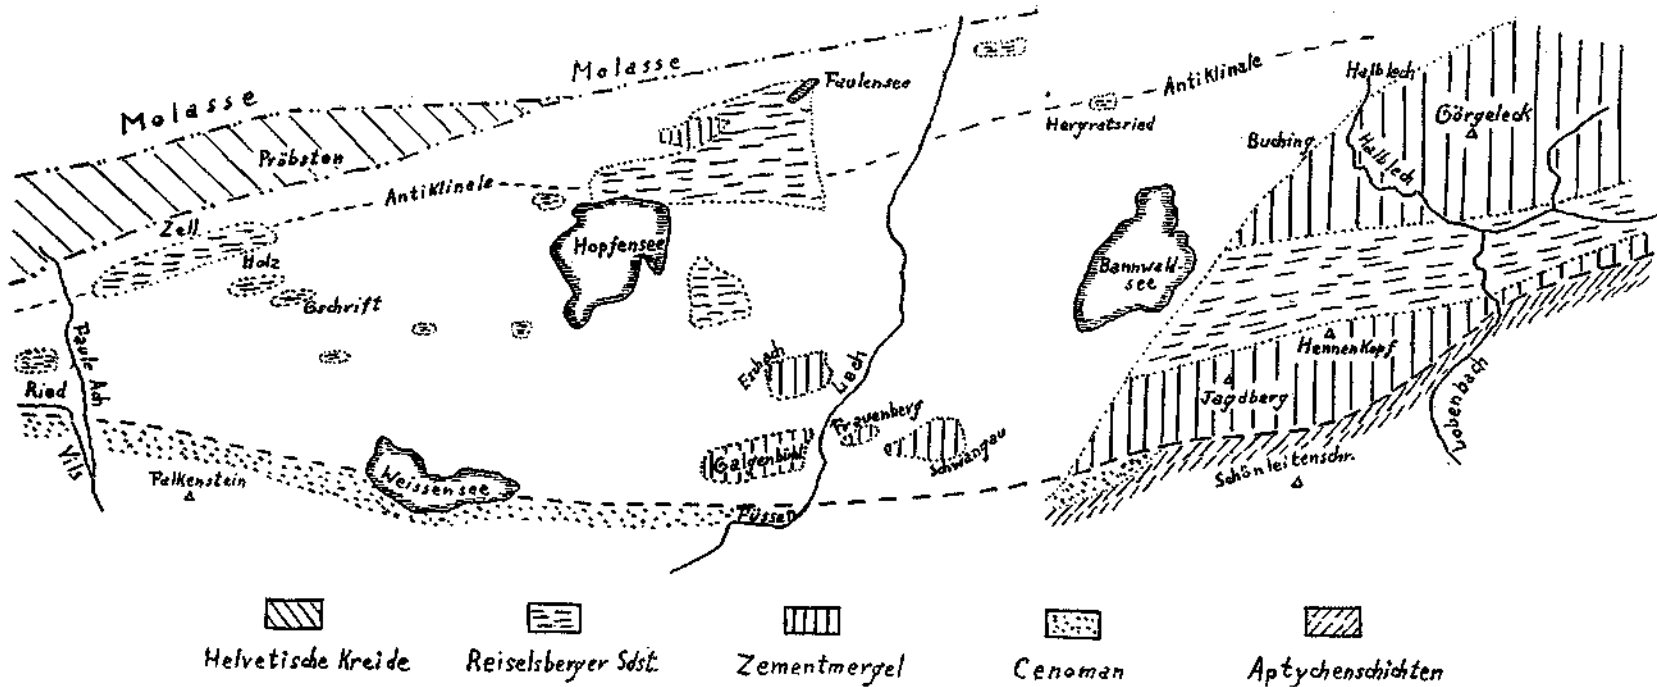 Molasse
Molasse
Faulensee
Antiklinale
Halblech
Görgeleck
Hergratsried
Buching
Halblech
Pröbsten
Antiklinale
Zell
Holz
Gschrift
Hopfensee
Bannwald
see
Faule Ach
Ried
Vils
Falkenstein
Weissensee
Eschach
Lech
Frauenberg
Galgenbühl
Schwangau
Füssen
Hennenkopf
Jagdberg
Lobenbach
Schönleitenschr.
Helvetische Kreide
Reiselsberger Sdst.
Zementmergel
Cenoman
Aptychenschichten